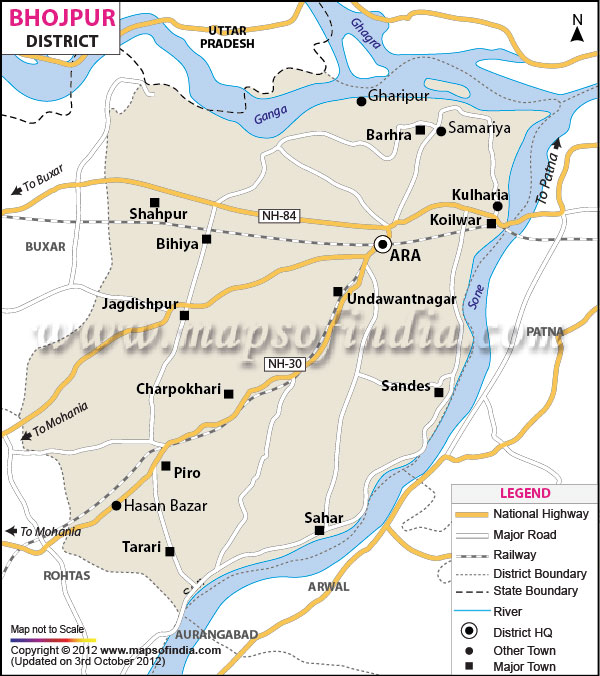 BHOJPUR
DISTRICT
UTTAR
PRADESH
N
Ghagra
Ganga
Gharipur
Barhra
Samariya
To Buxar
To Patna
Shahpur
Kulharia
NH-84
Koilwar
BUXAR
Bihiya
ARA
Sone
Jagdishpur
Undawantnagar
www.mapsofindia.com
PATNA
NH-30
Charpokhari
Sandes
To Mohania
Piro
Hasan Bazar
Sahar
To Mohania
Tarari
ROHTAS
ARWAL
AURANGABAD
LEGEND
National Highway
Major Road
Railway
District Boundary
State Boundary
River
District HQ
Other Town
Major Town
Map not to Scale
Copyright © 2012 www.mapsofindia.com
(Updated on 3rd October 2012)